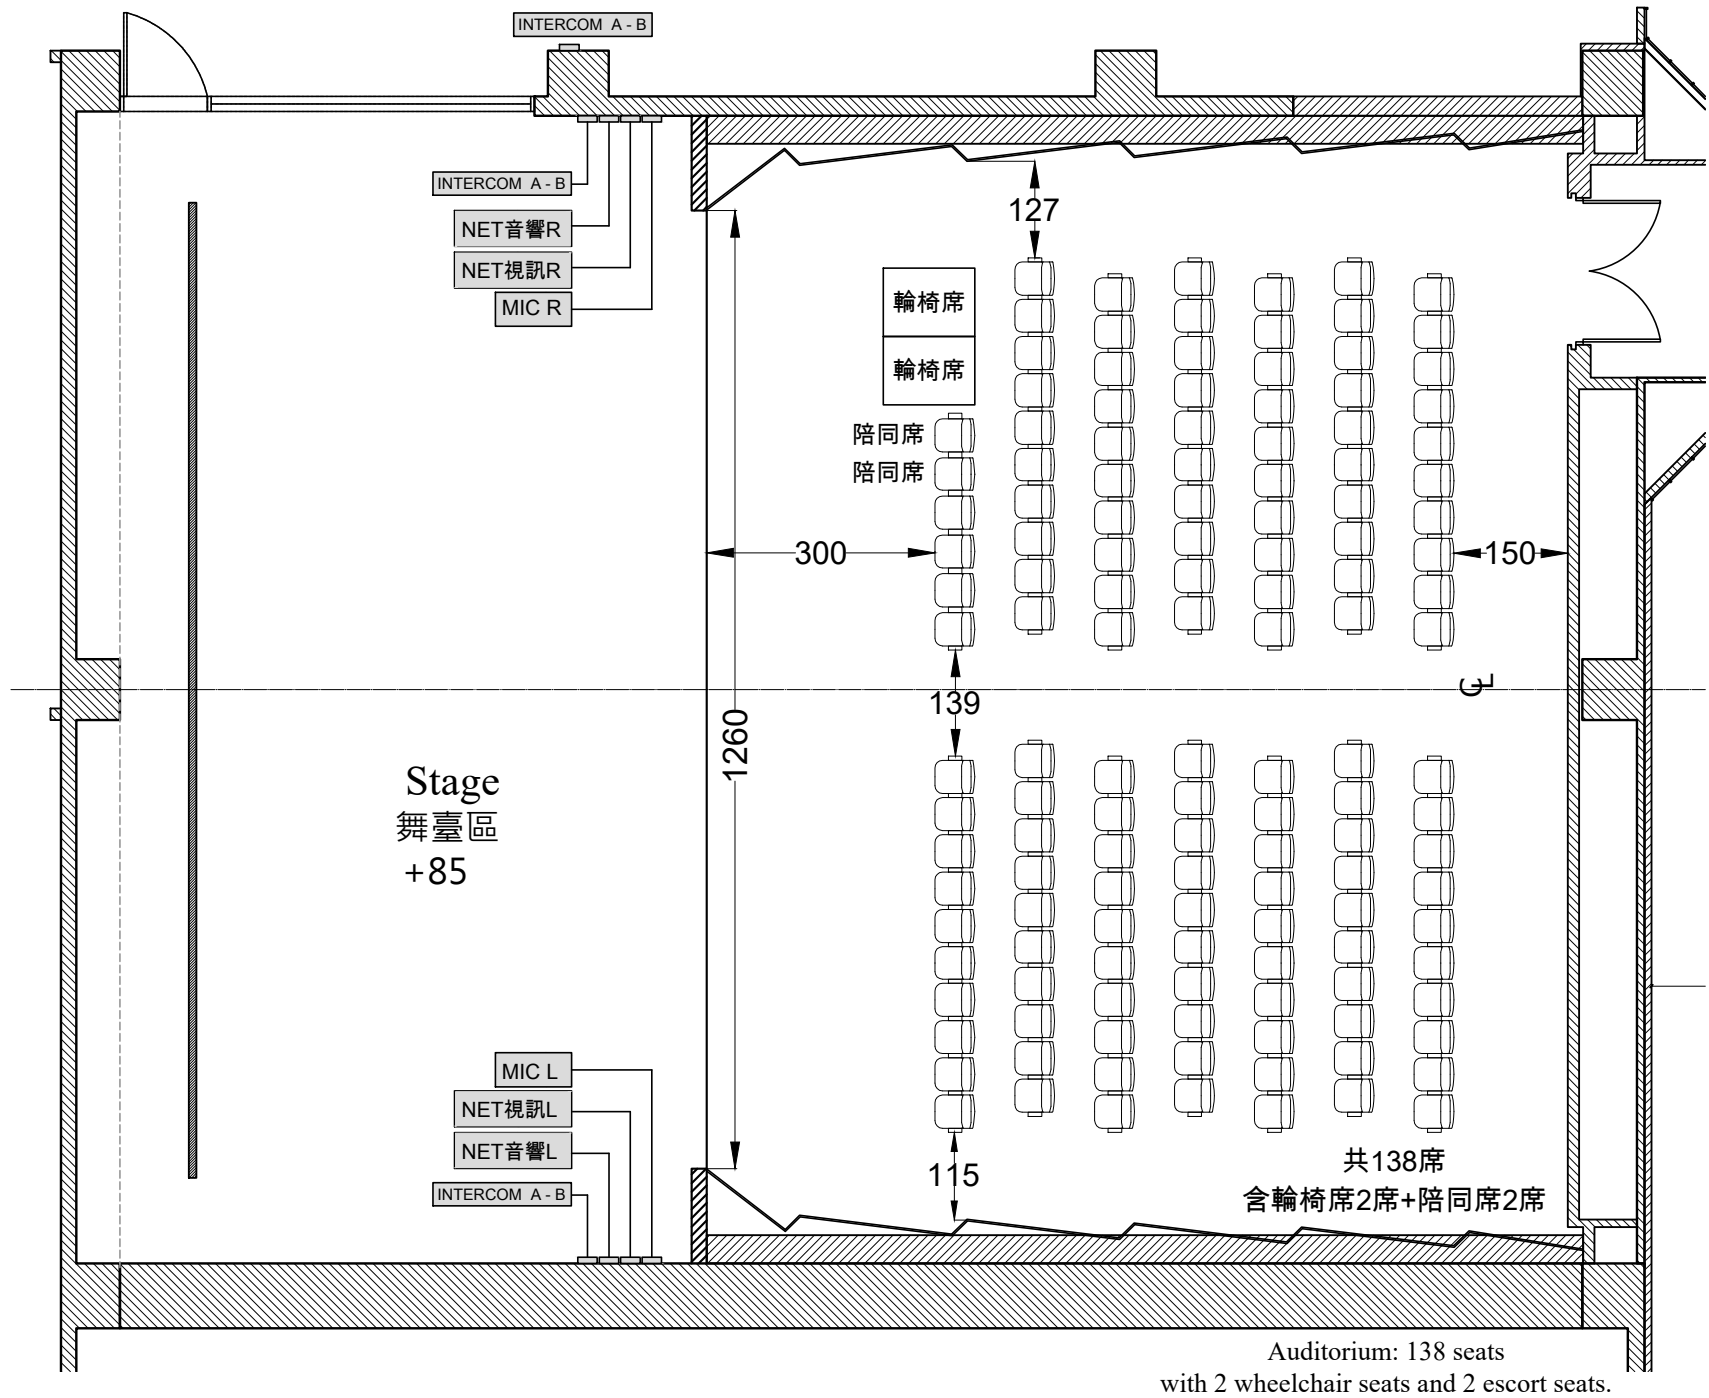 INTERCOM A - B
INTERCOM A - B
NET音響R
NET視訊R
MIC R
127
輪椅席
輪椅席
陪同席
陪同席
300
150
139
CL
1260
Stage
舞臺區
+85
MIC L
NET視訊L
NET音響L
INTERCOM A - B
115
共138席
含輪椅席2席+陪同席2席
Auditorium: 138 seats
with 2 wheelchair seats and 2 escort seats.